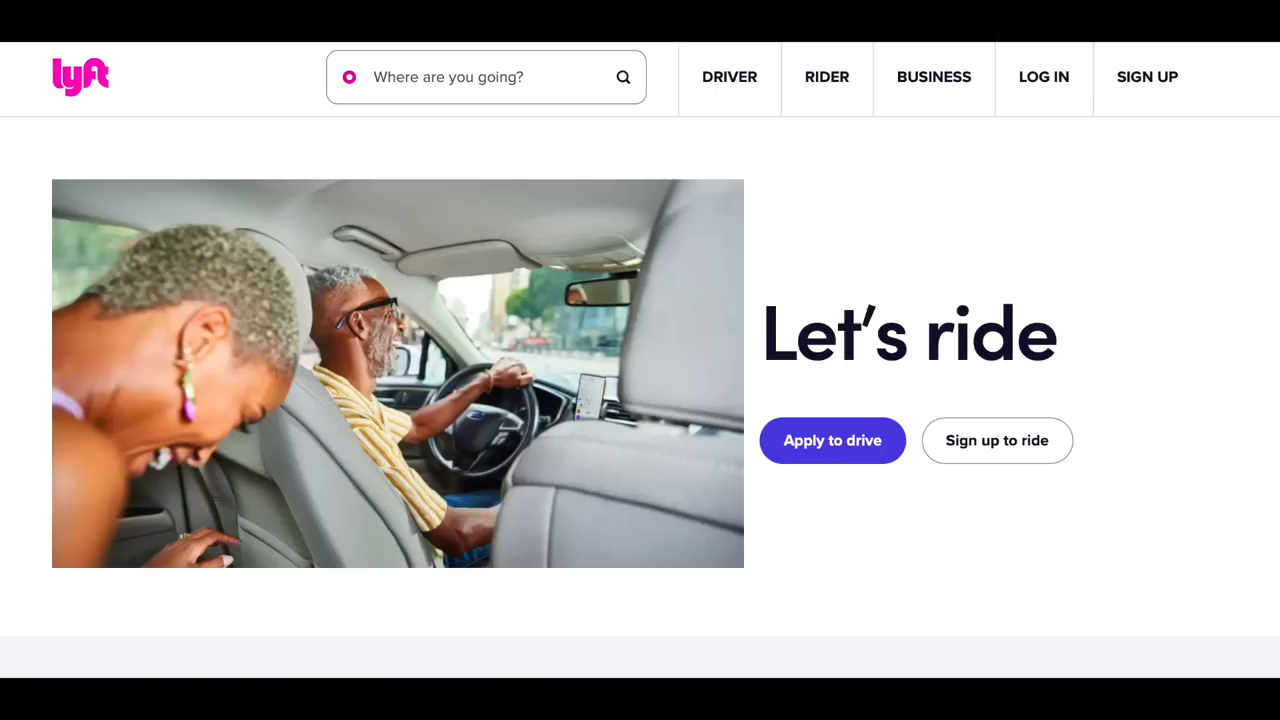 lyft
Where are you going?
DRIVER
RIDER
BUSINESS
LOG IN
SIGN UP
Let's ride
Apply to drive
Sign up to ride